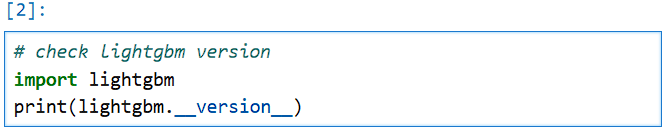 [2]:
# check lightgbm version
import lightgbm
print(lightgbm.__version__)